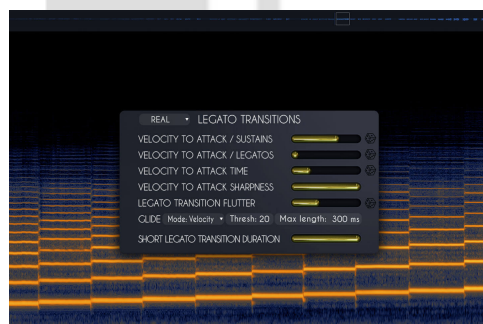 REAL LEGATO TRANSITIONS
VELOCITY TO ATTACK / SUSTAINS
VELOCITY TO ATTACK / LEGATOS
VELOCITY TO ATTACK TIME
VELOCITY TO ATTACK SHARPNESS
LEGATO TRANSITION FLUTTER
GLIDE Mode: Velocity Thresh: 20 Max length: 300 ms
SHORT LEGATO TRANSITION DURATION